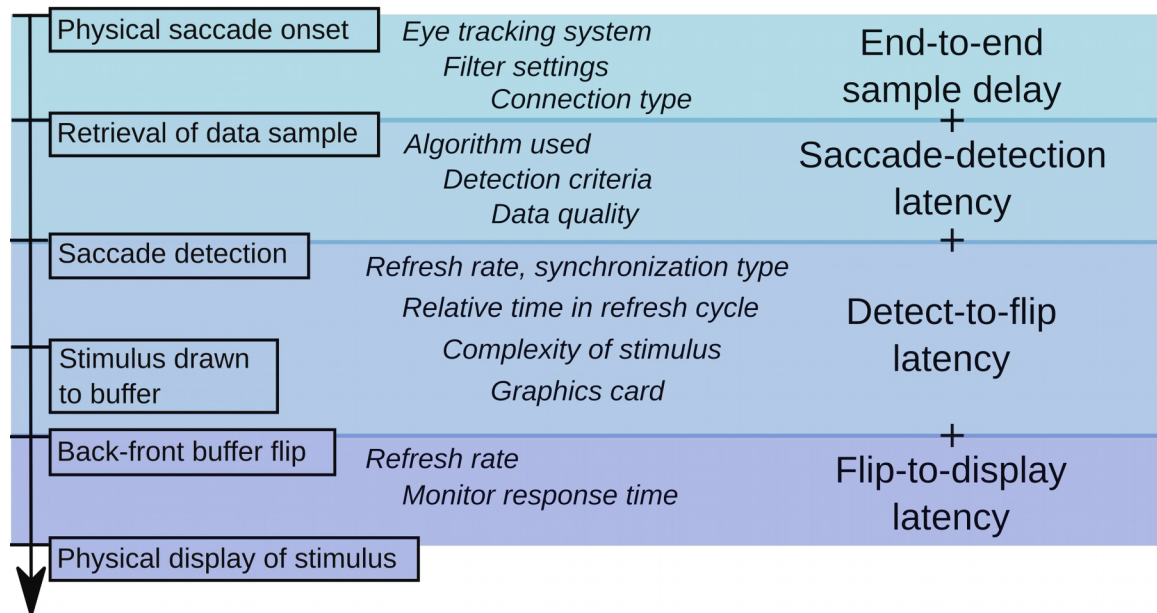 Physical saccade onset
Eye tracking system
Filter settings
Connection type
End-to-end
sample delay
+
Retrieval of data sample
Algorithm used
Detection criteria
Data quality
Saccade-detection
latency
+
Saccade detection
Refresh rate, synchronization type
Relative time in refresh cycle
Complexity of stimulus
Graphics card
Detect-to-flip
latency
Stimulus drawn
to buffer
+
Back-front buffer flip
Refresh rate
Monitor response time
Flip-to-display
latency
Physical display of stimulus